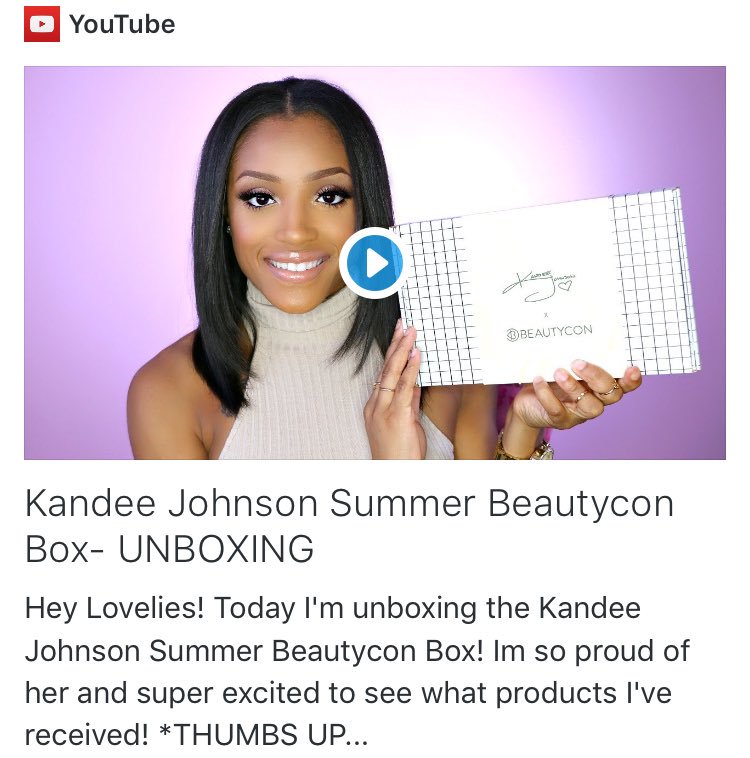 YouTube
Kandee Johnson
x
BEAUTYCON
Kandee Johnson Summer Beautycon
Box- UNBOXING
Hey Lovelies! Today I'm unboxing the Kandee
Johnson Summer Beautycon Box! Im so proud of
her and super excited to see what products I've
received! *THUMBS UP...